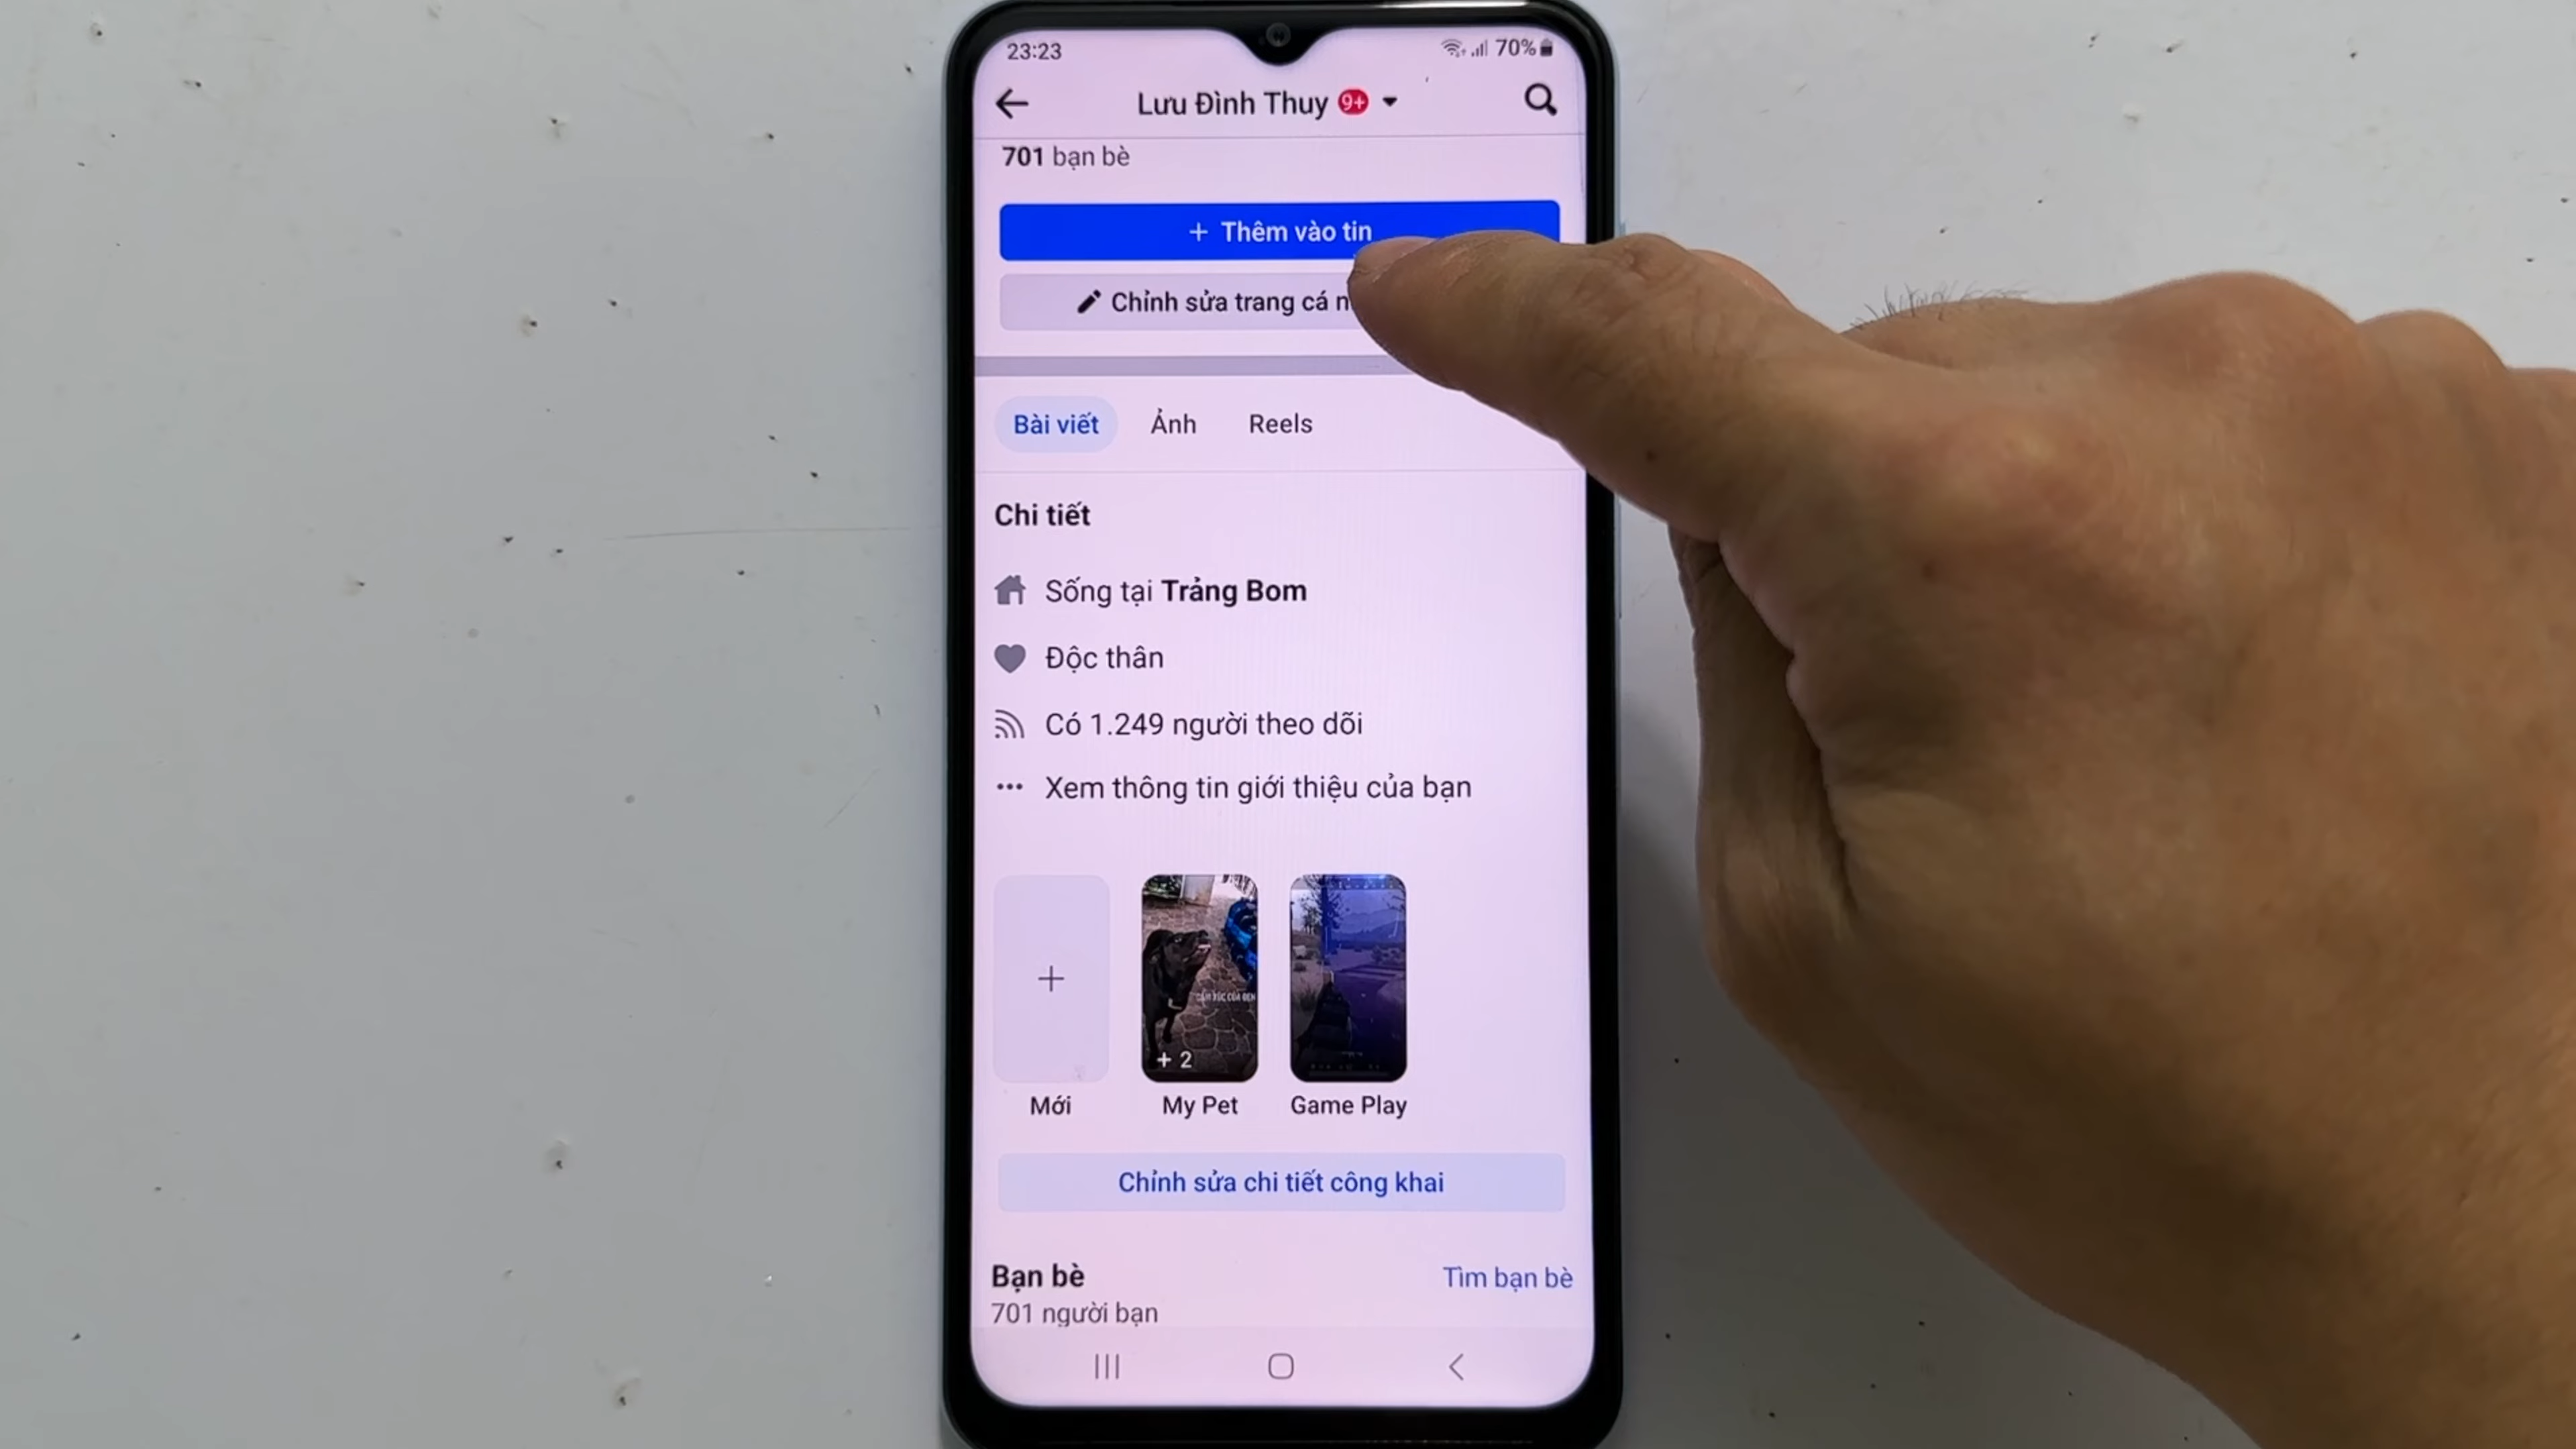 23:23
70%
Lưu Đình Thuy 9+
701 bạn bè
+ Thêm vào tin
Chỉnh sửa trang cá
Bài viết
Ảnh
Reels
Chi tiết
Sống tại Trảng Bom
Độc thân
Có 1.249 người theo dõi
Xem thông tin giới thiệu của bạn
+ 2
Mới
My Pet
Game Play
Chỉnh sửa chi tiết công khai
Bạn bè
Tìm bạn bè
701 người bạn